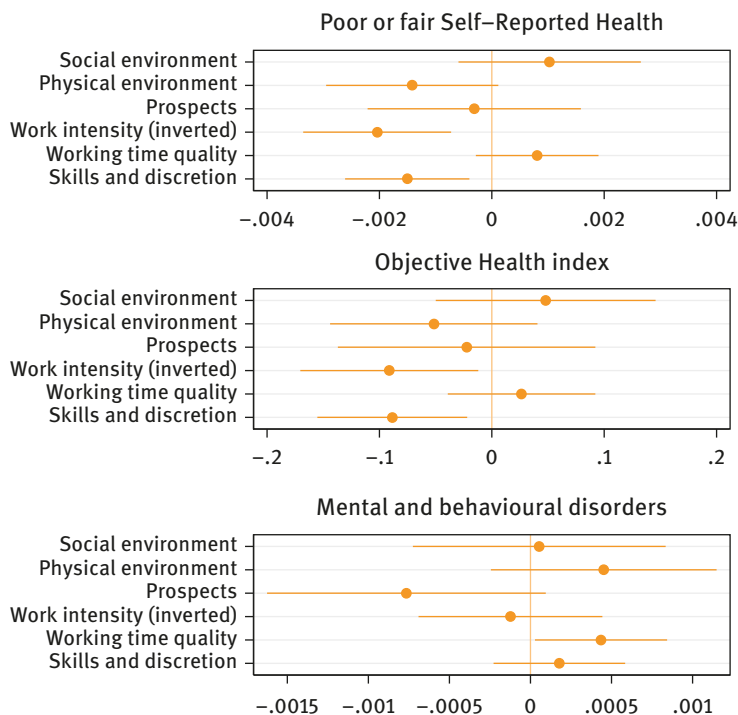 Poor or fair Self–Reported Health
Social environment
Physical environment
Prospects
Work intensity (inverted)
Working time quality
Skills and discretion
–.004 –.002 0 .002 .004
Objective Health index
Social environment
Physical environment
Prospects
Work intensity (inverted)
Working time quality
Skills and discretion
–.2 –.1 0 .1 .2
Mental and behavioural disorders
Social environment
Physical environment
Prospects
Work intensity (inverted)
Working time quality
Skills and discretion
–.0015 –.001 –.0005 0 .0005 .001